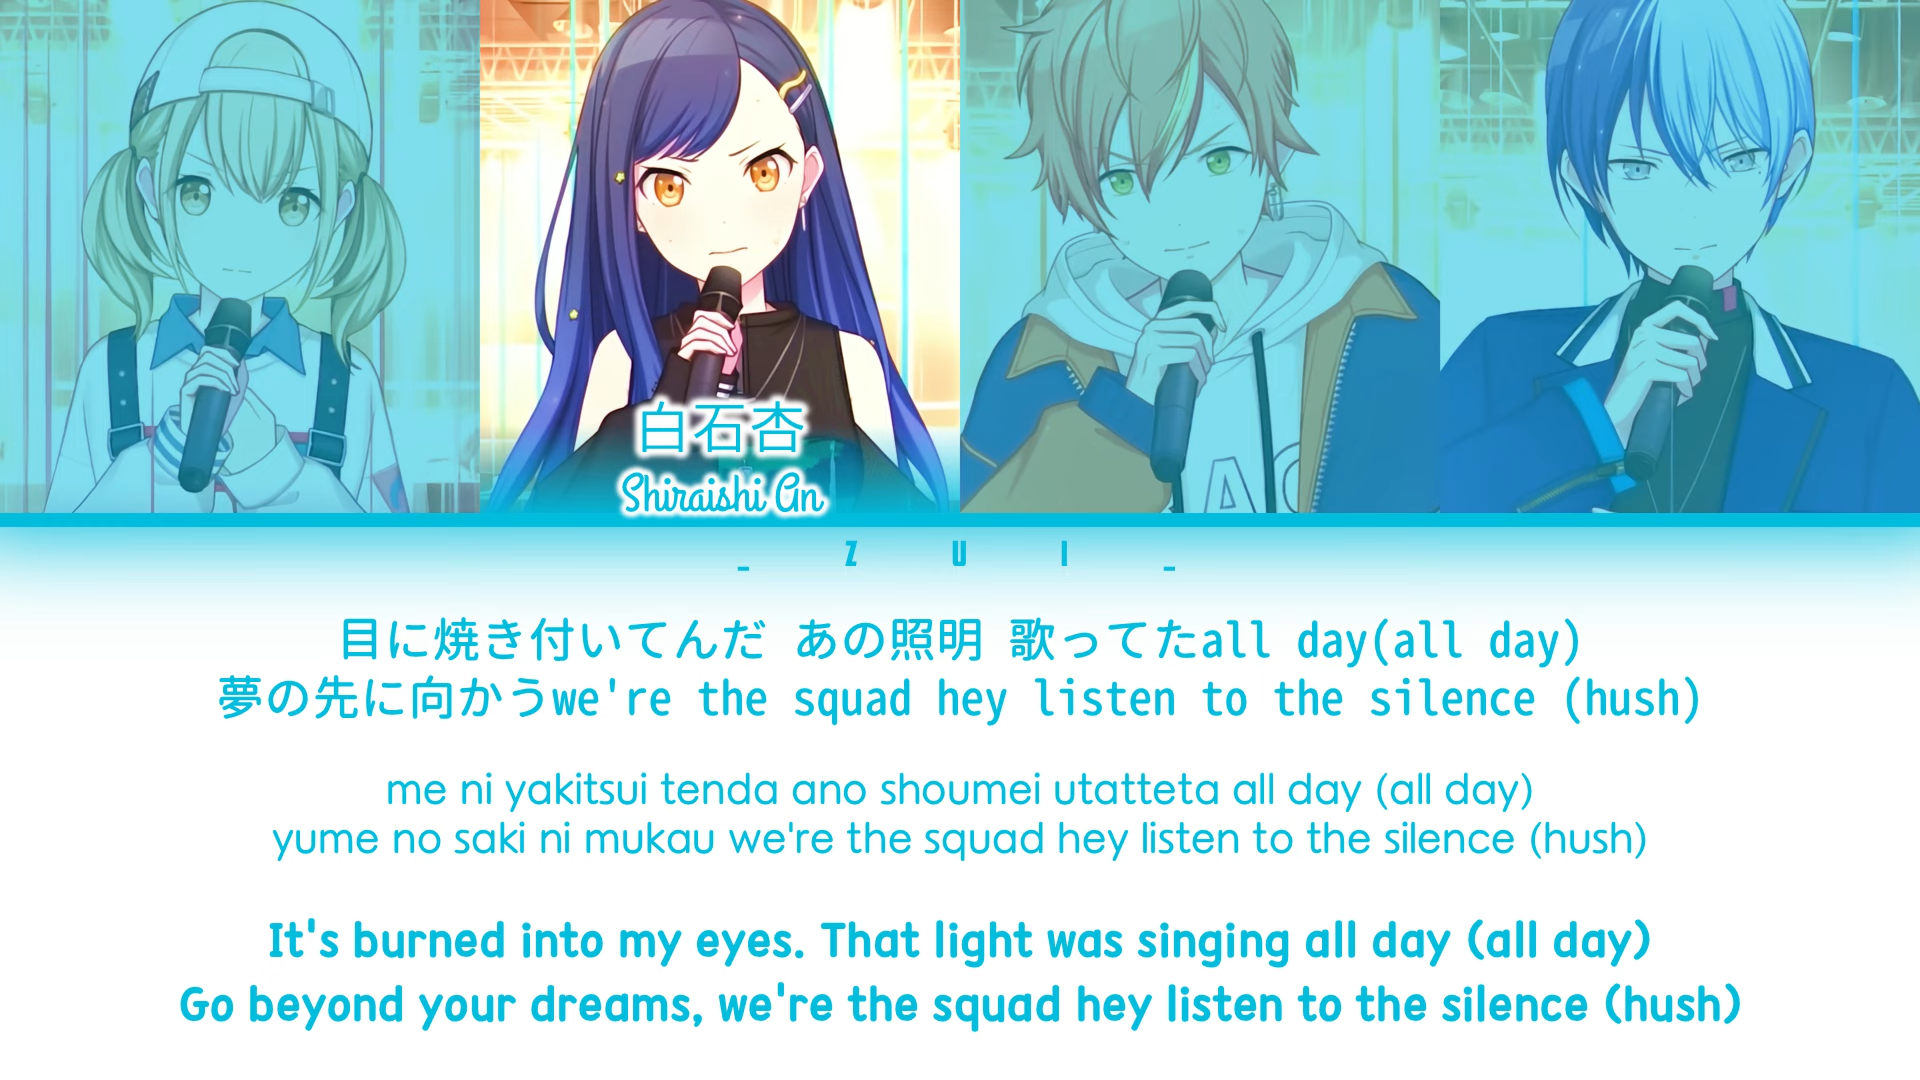 白石杏
Shiraishi An
_ Z U I _
目に焼き付いてんだ あの照明 歌ってたall day(all day)
夢の先に向かうwe're the squad hey listen to the silence (hush)
me ni yakitsui tenda ano shoumei utatteta all day (all day)
yume no saki ni mukau we're the squad hey listen to the silence (hush)
It's burned into my eyes. That light was singing all day (all day)
Go beyond your dreams, we're the squad hey listen to the silence (hush)